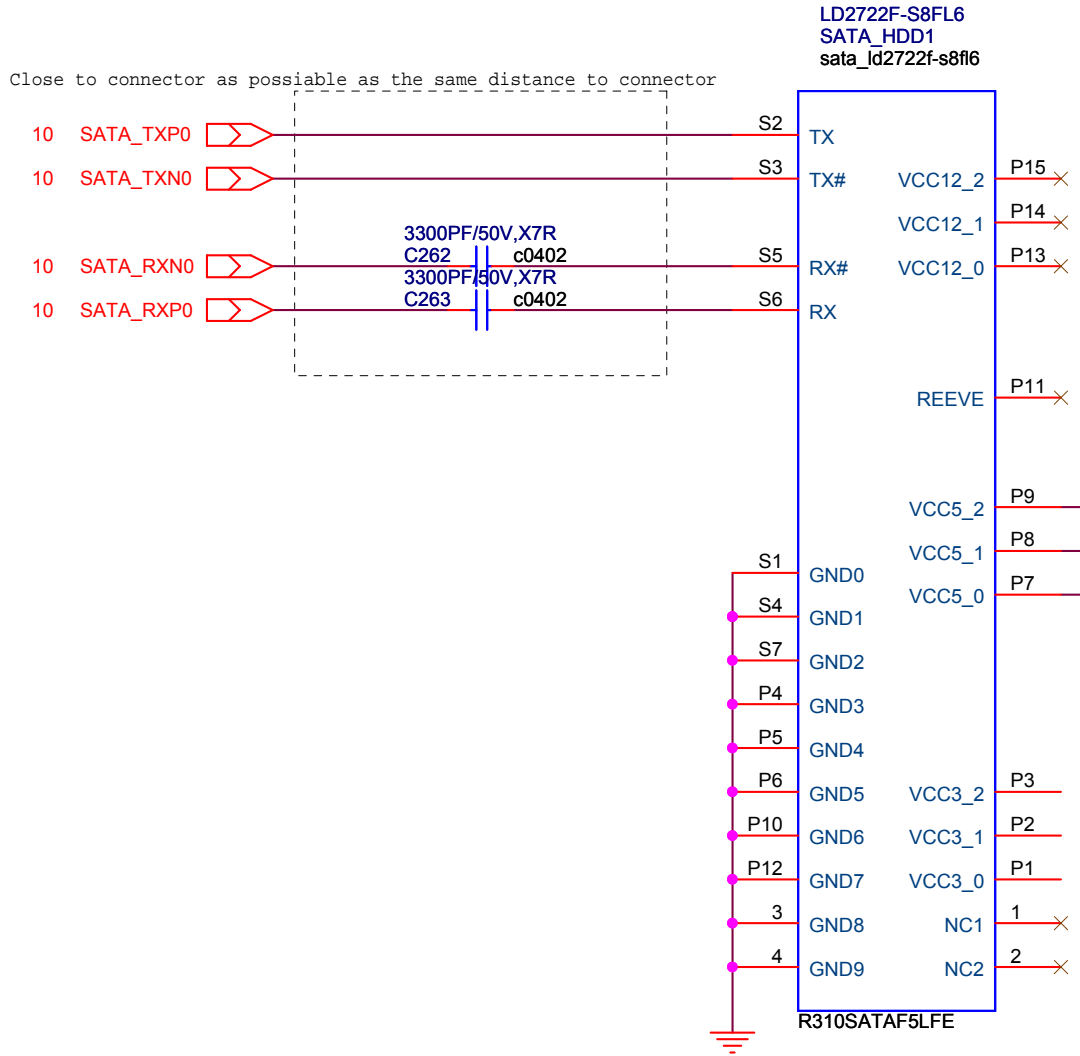 LD2722F-S8FL6
SATA_HDD1
sata_ld2722f-s8fl6
Close to connector as possiable as the same distance to connector
10 SATA_TXP0
S2 TX
10 SATA_TXN0
S3 TX#
VCC12_2 P15
VCC12_1 P14
3300PF/50V,X7R
C262 c0402
10 SATA_RXN0
S5 RX#
VCC12_0 P13
3300PF/50V,X7R
C263 c0402
10 SATA_RXP0
S6 RX
REEVE P11
VCC5_2 P9
VCC5_1 P8
S1 GND0
VCC5_0 P7
S4 GND1
S7 GND2
P4 GND3
P5 GND4
P6 GND5
VCC3_2 P3
P10 GND6
VCC3_1 P2
P12 GND7
VCC3_0 P1
3 GND8
NC1 1
4 GND9
NC2 2
R310SATAF5LFE